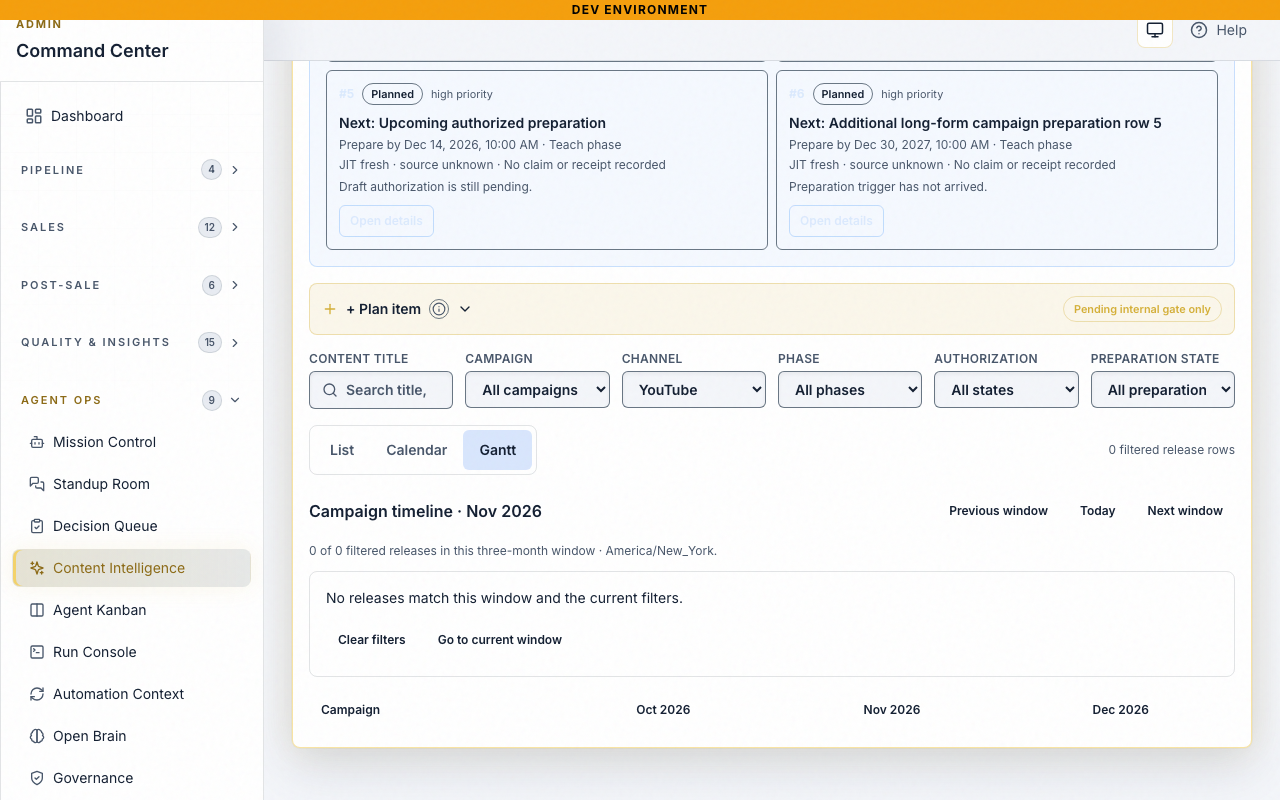 DEV ENVIRONMENT
ADMIN
Command Center
Help
Dashboard
PIPELINE 4
SALES 12
POST-SALE 6
QUALITY & INSIGHTS 15
AGENT OPS 9
Mission Control
Standup Room
Decision Queue
Content Intelligence
Agent Kanban
Run Console
Automation Context
Open Brain
Governance
#5 Planned high priority
Next: Upcoming authorized preparation
Prepare by Dec 14, 2026, 10:00 AM · Teach phase
JIT fresh · source unknown · No claim or receipt recorded
Draft authorization is still pending.
Open details
#6 Planned high priority
Next: Additional long-form campaign preparation row 5
Prepare by Dec 30, 2027, 10:00 AM · Teach phase
JIT fresh · source unknown · No claim or receipt recorded
Preparation trigger has not arrived.
Open details
+ Plan item
Pending internal gate only
CONTENT TITLE CAMPAIGN CHANNEL PHASE AUTHORIZATION PREPARATION STATE
Search title, All campaigns YouTube All phases All states All preparation
List Calendar Gantt
0 filtered release rows
Campaign timeline · Nov 2026
Previous window Today Next window
0 of 0 filtered releases in this three-month window · America/New_York.
No releases match this window and the current filters.
Clear filters Go to current window
Campaign Oct 2026 Nov 2026 Dec 2026